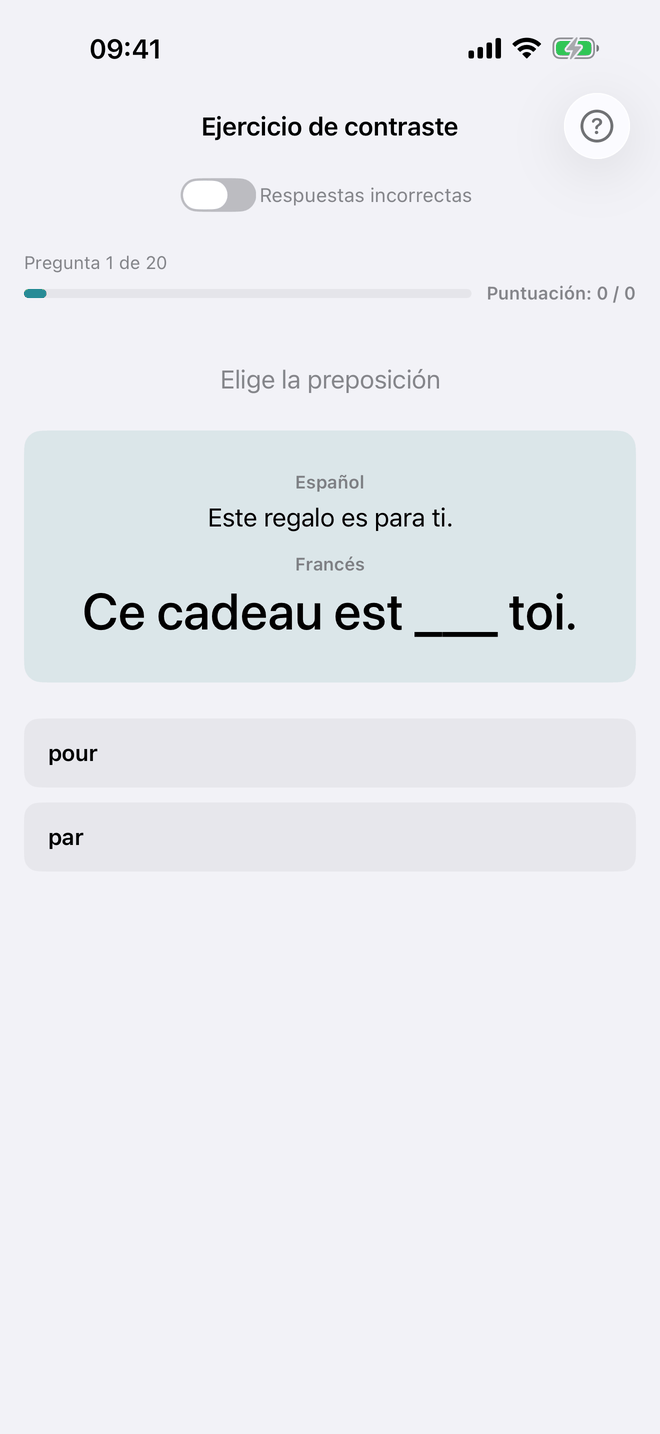 09:41
Ejercicio de contraste
?
Respuestas incorrectas
Pregunta 1 de 20
Puntuación: 0 / 0
Elige la preposición
Español
Este regalo es para ti.
Francés
Ce cadeau est ___ toi.
pour
par